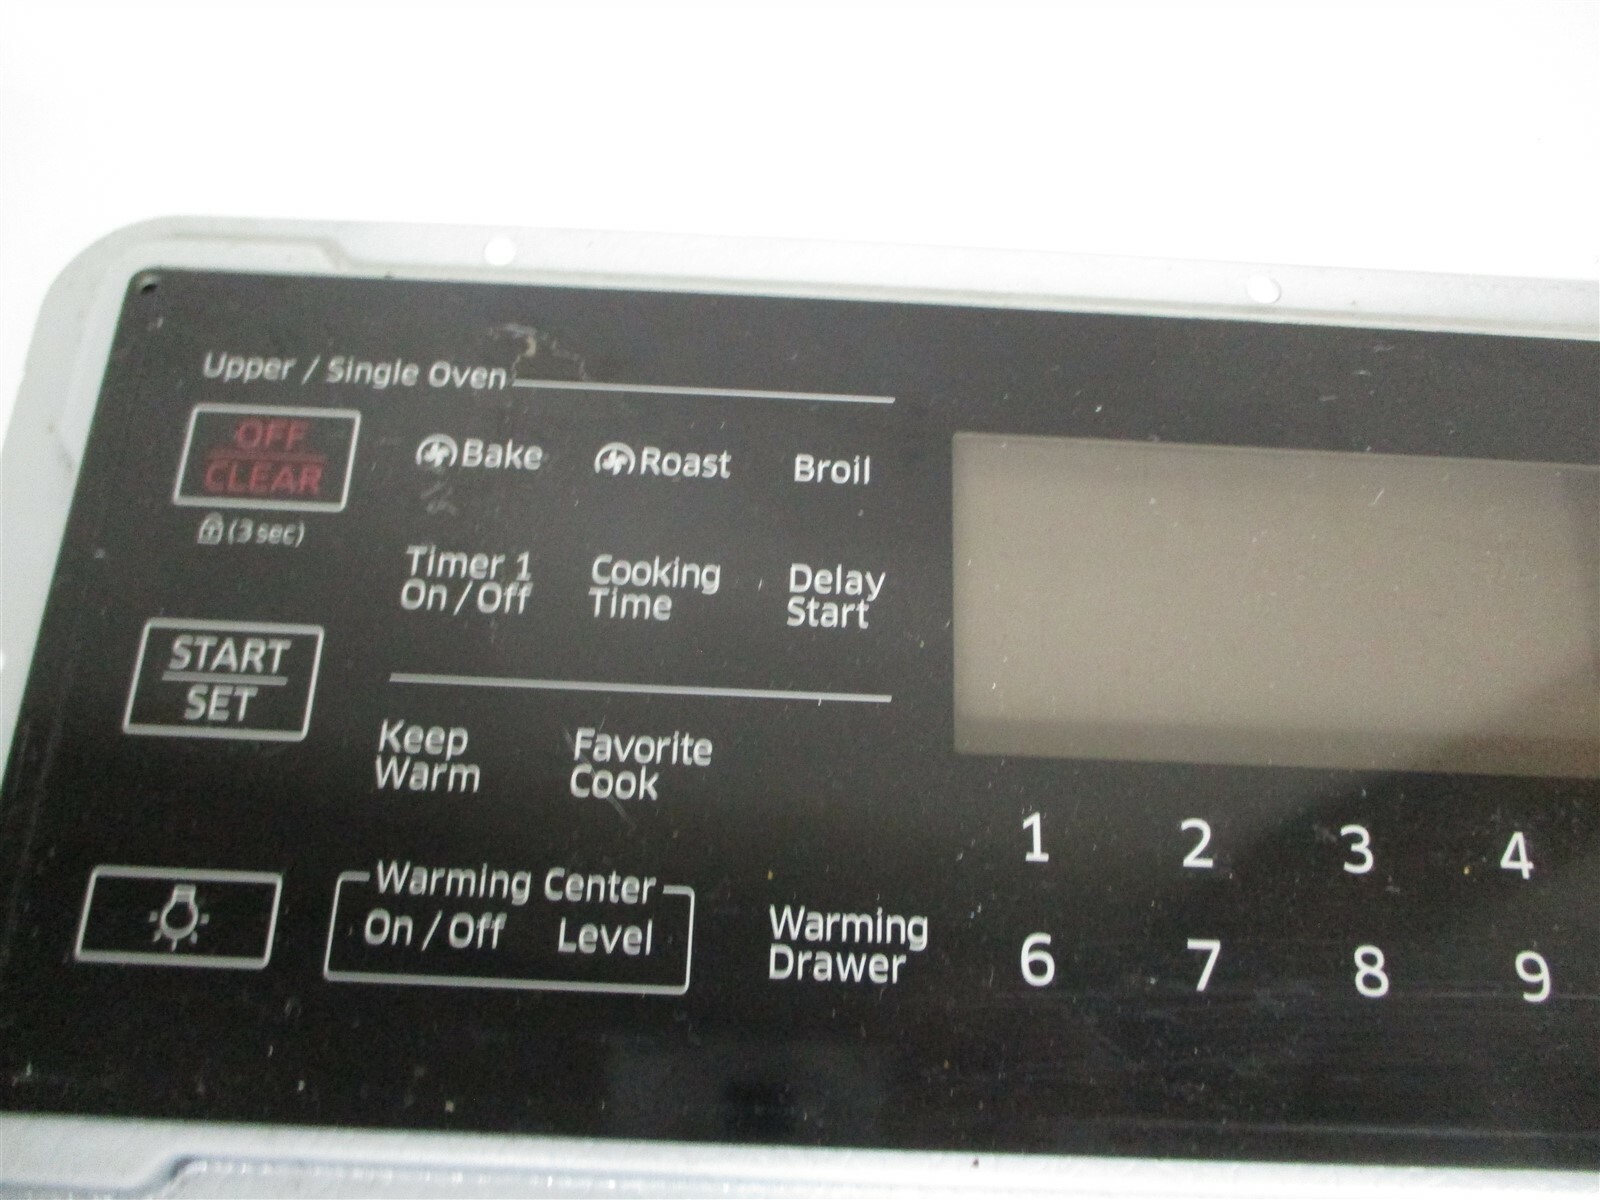 Upper / Single Oven
OFF
CLEAR
(3 sec)
Bake
Roast
Broil
Timer 1
On / Off
Cooking
Time
Delay
Start
START
SET
Keep
Warm
Favorite
Cook
Warming Center
On / Off Level
Warming
Drawer
1 2 3 4
6 7 8 9